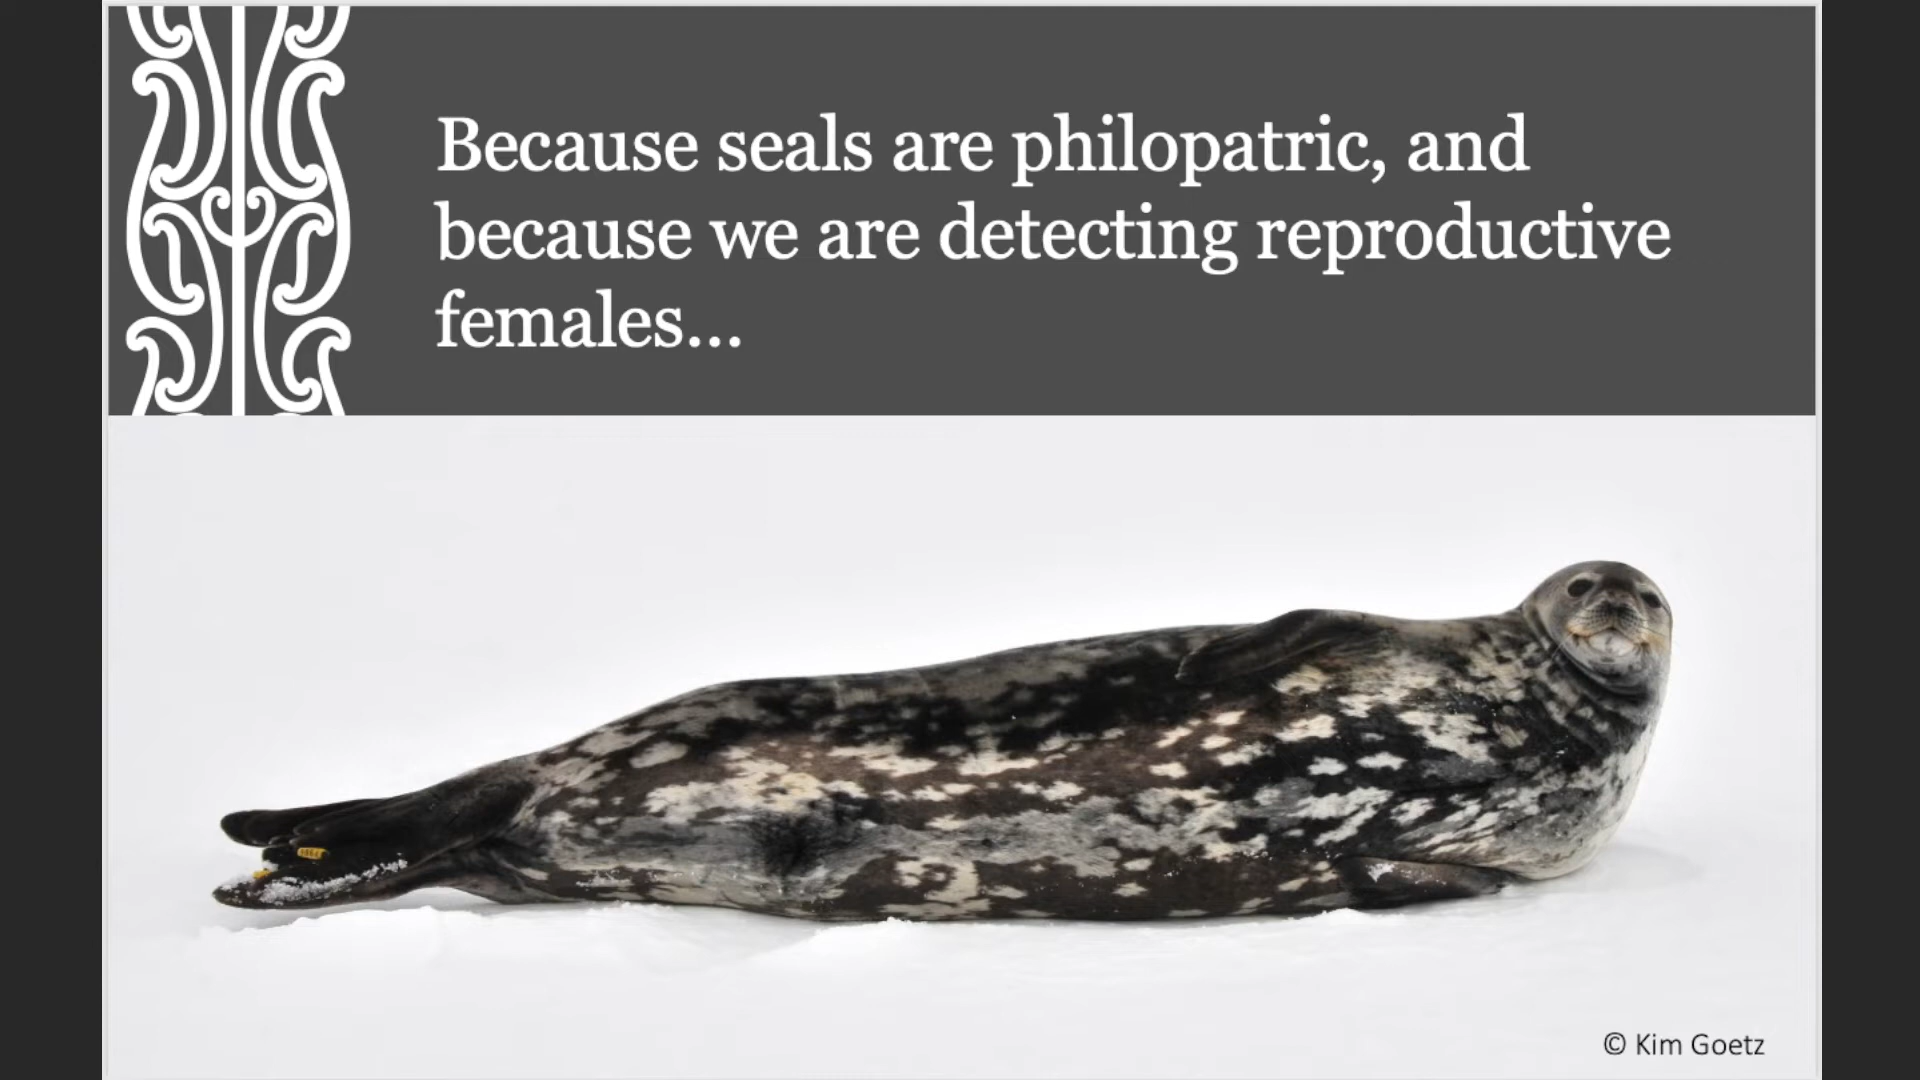 Because seals are philopatric, and
because we are detecting reproductive
females...
© Kim Goetz